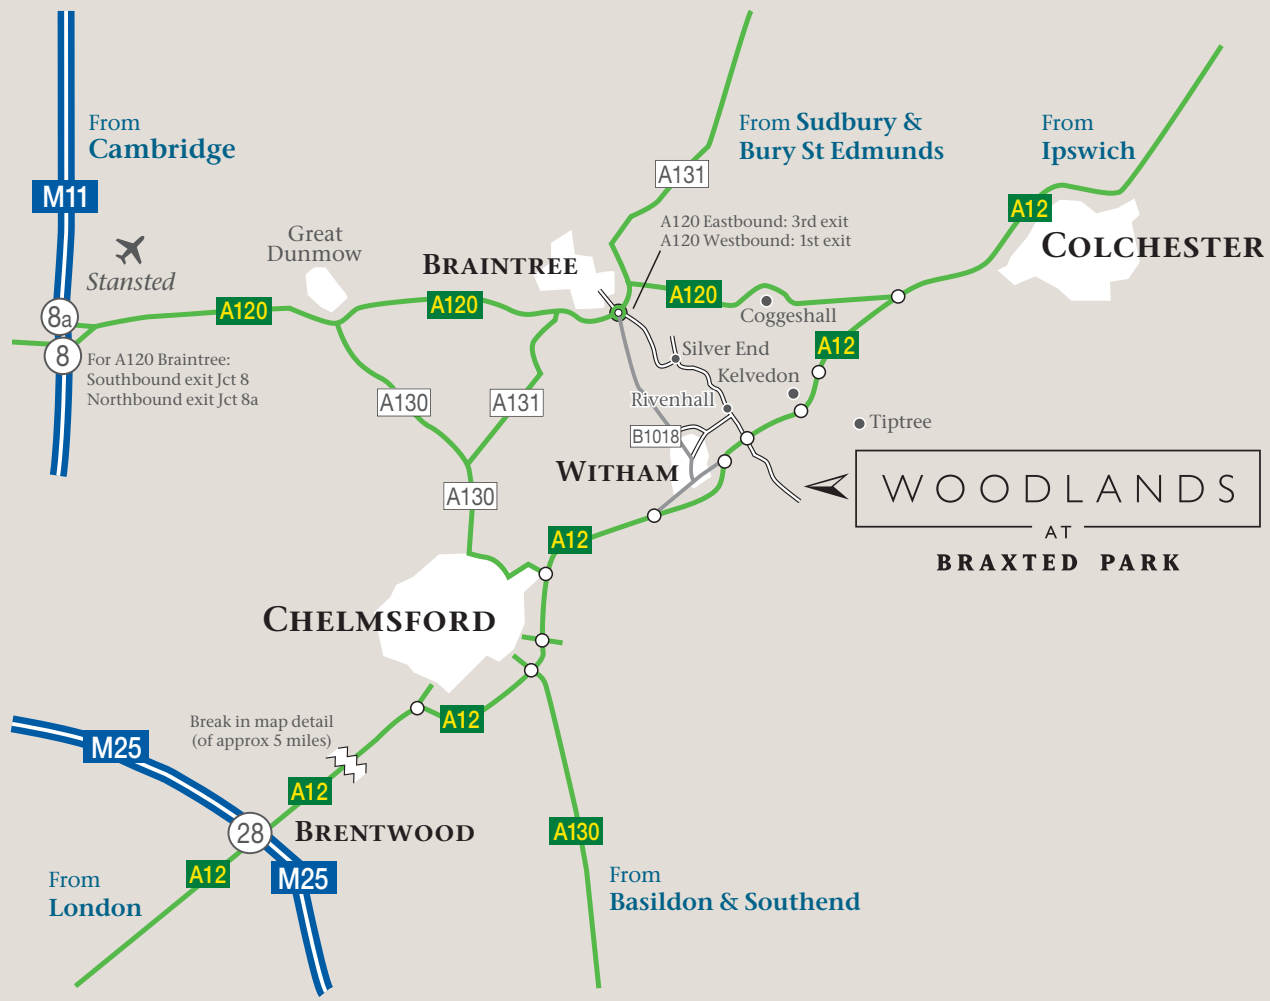 From
Cambridge
M11
Stansted
8a
8
For A120 Braintree:
Southbound exit Jct 8
Northbound exit Jct 8a
Great
Dunmow
A120
BRAINTREE
A120
From Sudbury &
Bury St Edmunds
A131
A120 Eastbound: 3rd exit
A120 Westbound: 1st exit
From
Ipswich
A12
COLCHESTER
A120
Coggeshall
A12
Silver End
Kelvedon
Rivenhall
Tiptree
A130
A131
B1018
WITHAM
A130
WOODLANDS
AT
BRAXTED PARK
A12
CHELMSFORD
A12
Break in map detail
(of approx 5 miles)
M25
A12
28
BRENTWOOD
A12
M25
From
London
A130
From
Basildon & Southend